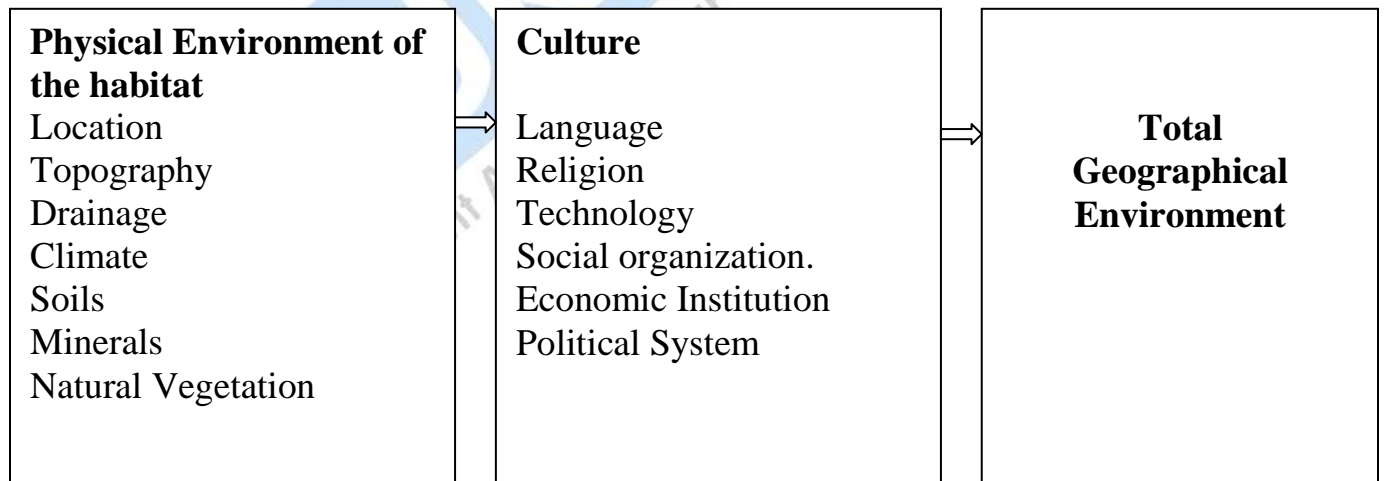 Physical Environment of
the habitat
Location
Topography
Drainage
Climate
Soils
Minerals
Natural Vegetation
Culture
Language
Religion
Technology
Social organization.
Economic Institution
Political System
Total
Geographical
Environment